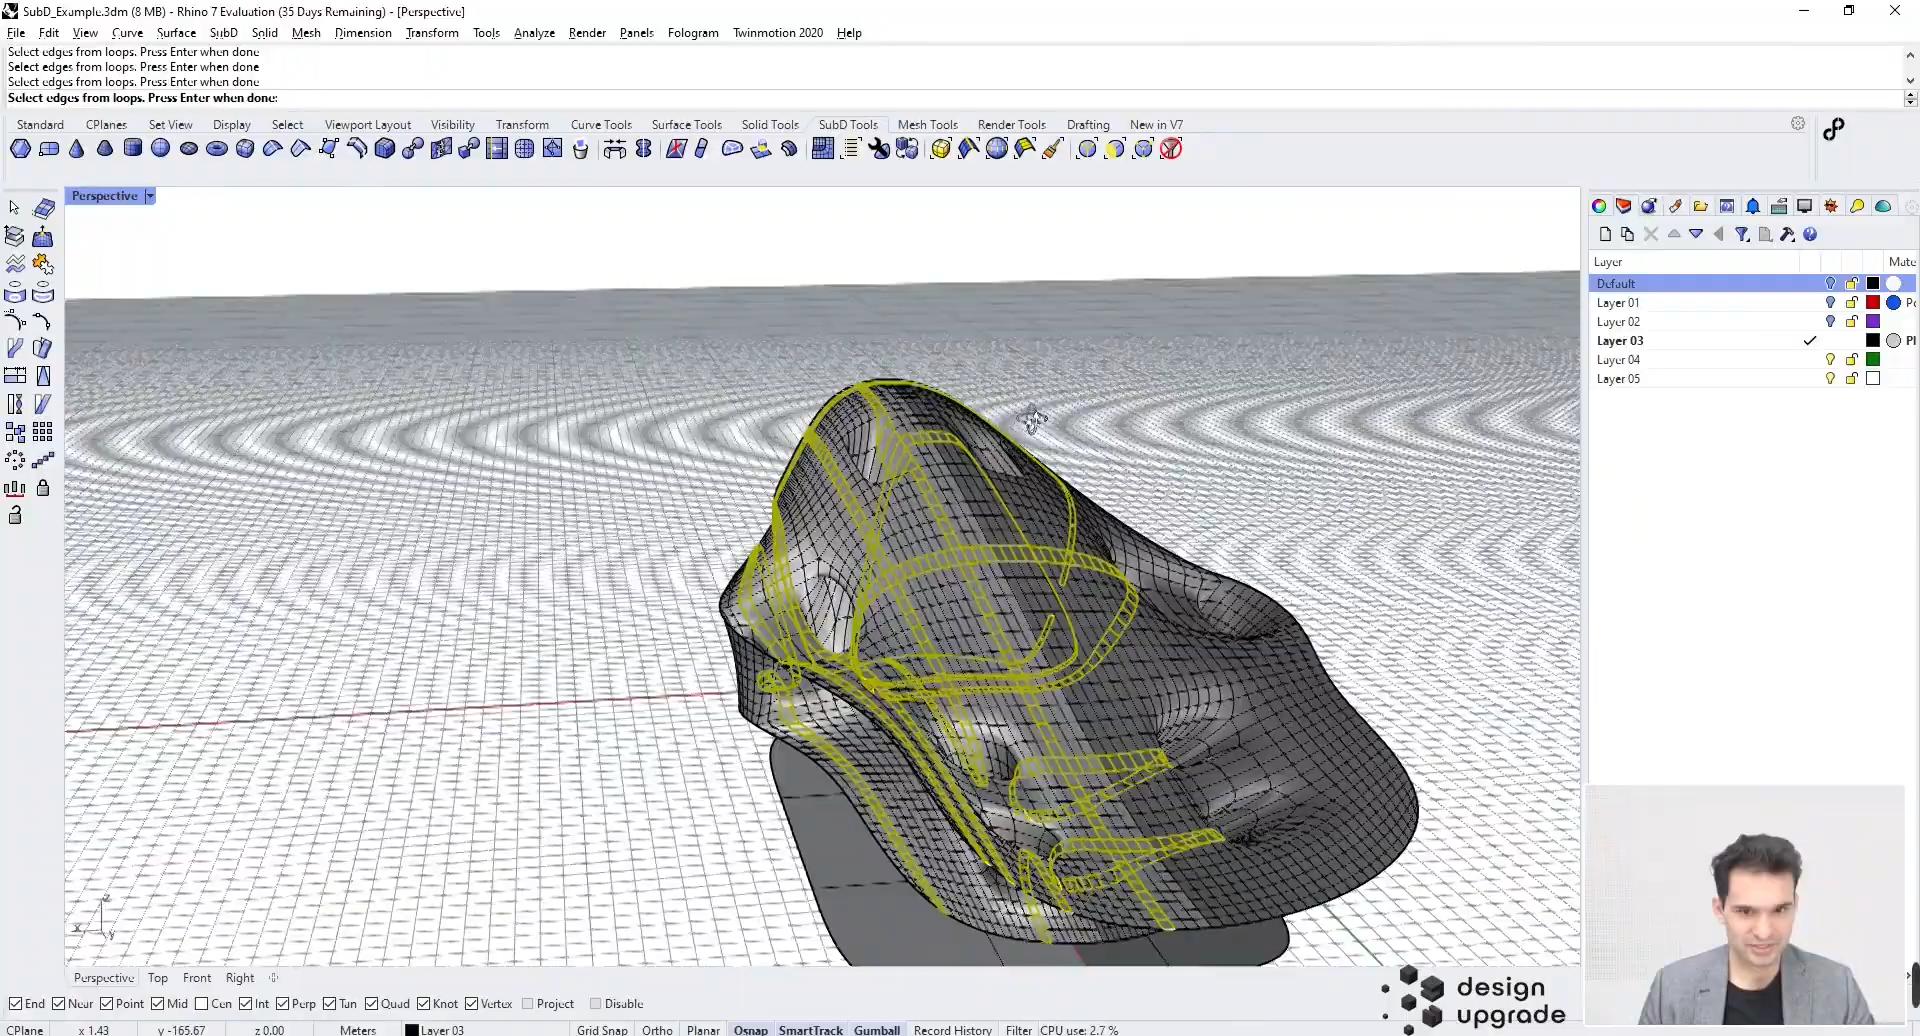 SubD_Example.3dm (8 MB) - Rhino 7 Evaluation (35 Days Remaining) - [Perspective]
File Edit View Curve Surface SubD Solid Mesh Dimension Transform Tools Analyze Render Panels Fologram Twinmotion 2020 Help
Select edges from loops. Press Enter when done
Select edges from loops. Press Enter when done
Select edges from loops. Press Enter when done
Select edges from loops. Press Enter when done:
Standard CPlanes Set View Display Select Viewport Layout Visibility Transform Curve Tools Surface Tools Solid Tools SubD Tools Mesh Tools Render Tools Drafting New in V7
Perspective
Layer Mate
Default
Layer 01 Po
Layer 02
Layer 03 Pl
Layer 04
Layer 05
z
x y
Perspective Top Front Right
End Near Point Mid Cen Int Perp Tan Quad Knot Vertex Project Disable
design
upgrade
CPlane x 1.43 y -165.67 z 0.00 Meters Layer 03 Grid Snap Ortho Planar Osnap SmartTrack Gumball Record History Filter CPU use: 2.7 %